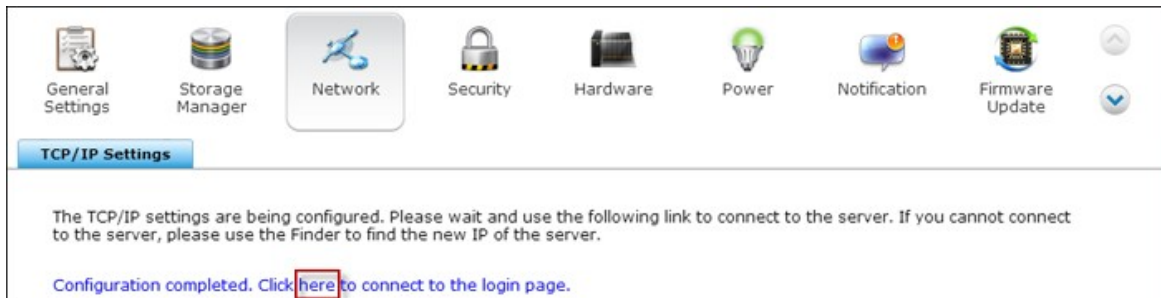 General Settings
Storage Manager
Network
Security
Hardware
Power
Notification
Firmware Update
TCP/IP Settings
The TCP/IP settings are being configured. Please wait and use the following link to connect to the server. If you cannot connect
to the server, please use the Finder to find the new IP of the server.
Configuration completed. Click here to connect to the login page.